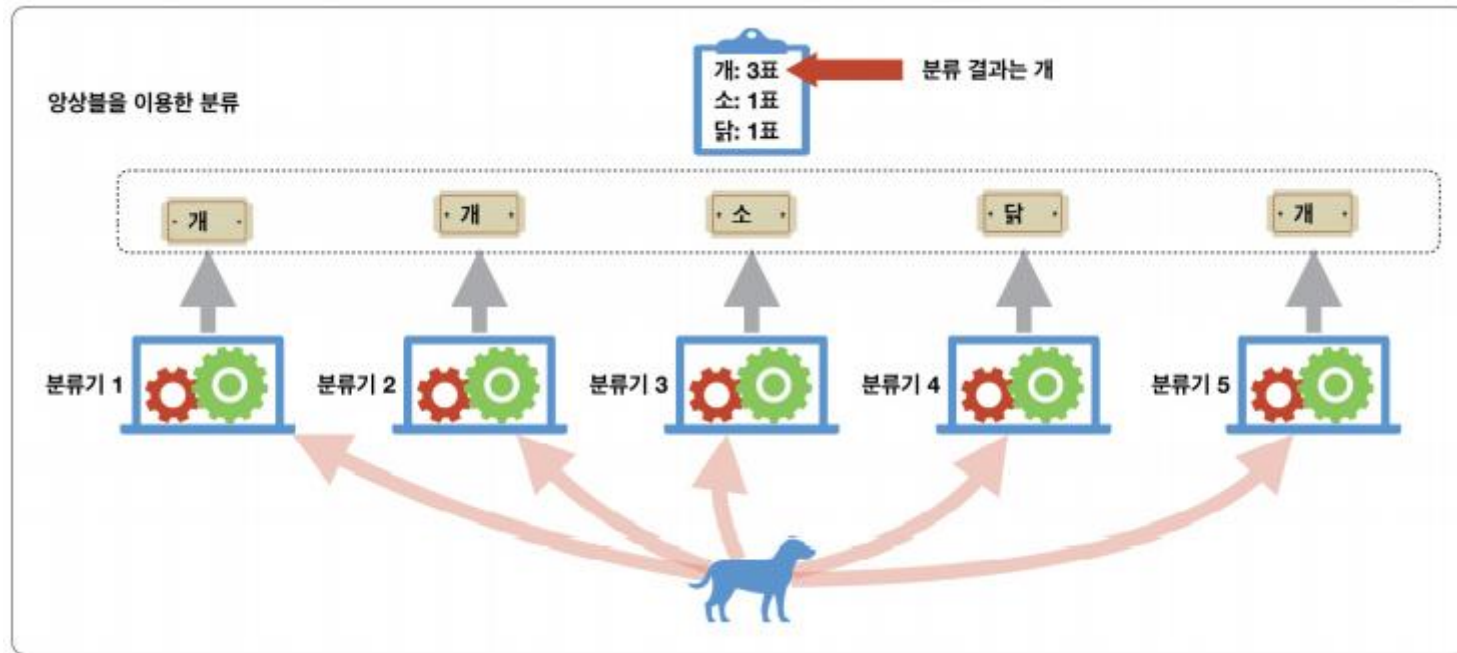 개: 3표
분류 결과는 개
소: 1표
닭: 1표
앙상블을 이용한 분류
개
개
소
닭
개
분류기 1
분류기 2
분류기 3
분류기 4
분류기 5